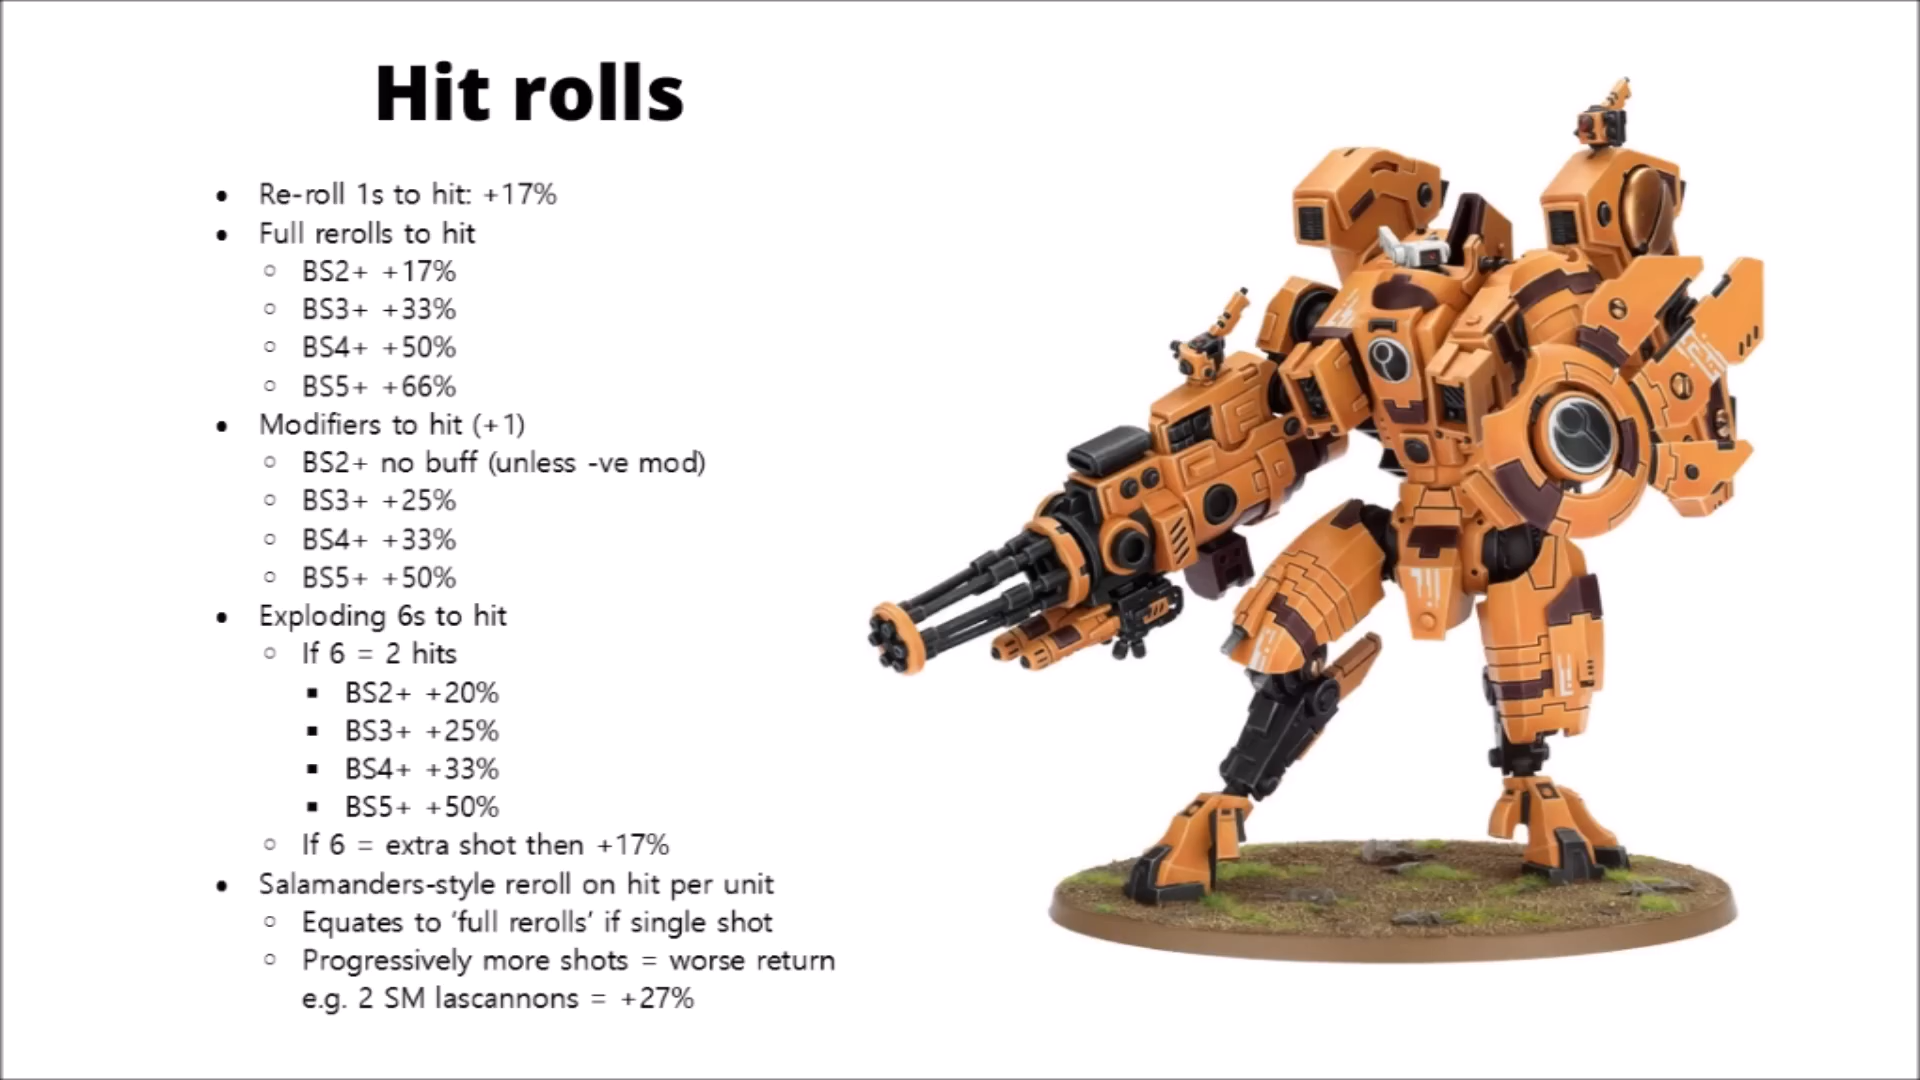 Hit rolls
• Re-roll 1s to hit: +17%
• Full rerolls to hit
○ BS2+ +17%
○ BS3+ +33%
○ BS4+ +50%
○ BS5+ +66%
• Modifiers to hit (+1)
○ BS2+ no buff (unless -ve mod)
○ BS3+ +25%
○ BS4+ +33%
○ BS5+ +50%
• Exploding 6s to hit
○ If 6 = 2 hits
▪ BS2+ +20%
▪ BS3+ +25%
▪ BS4+ +33%
▪ BS5+ +50%
○ If 6 = extra shot then +17%
• Salamanders-style reroll on hit per unit
○ Equates to ‘full rerolls’ if single shot
○ Progressively more shots = worse return
e.g. 2 SM lascannons = +27%